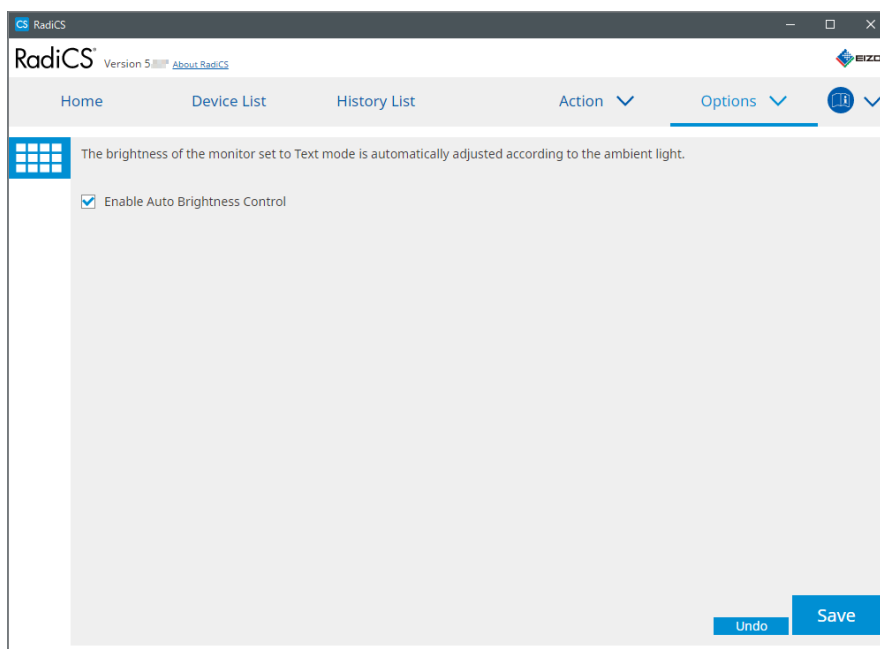 CS RadiCS
RadiCS® Version 5. About RadiCS
EIZO
Home Device List History List Action Options
The brightness of the monitor set to Text mode is automatically adjusted according to the ambient light.
Enable Auto Brightness Control
Undo Save